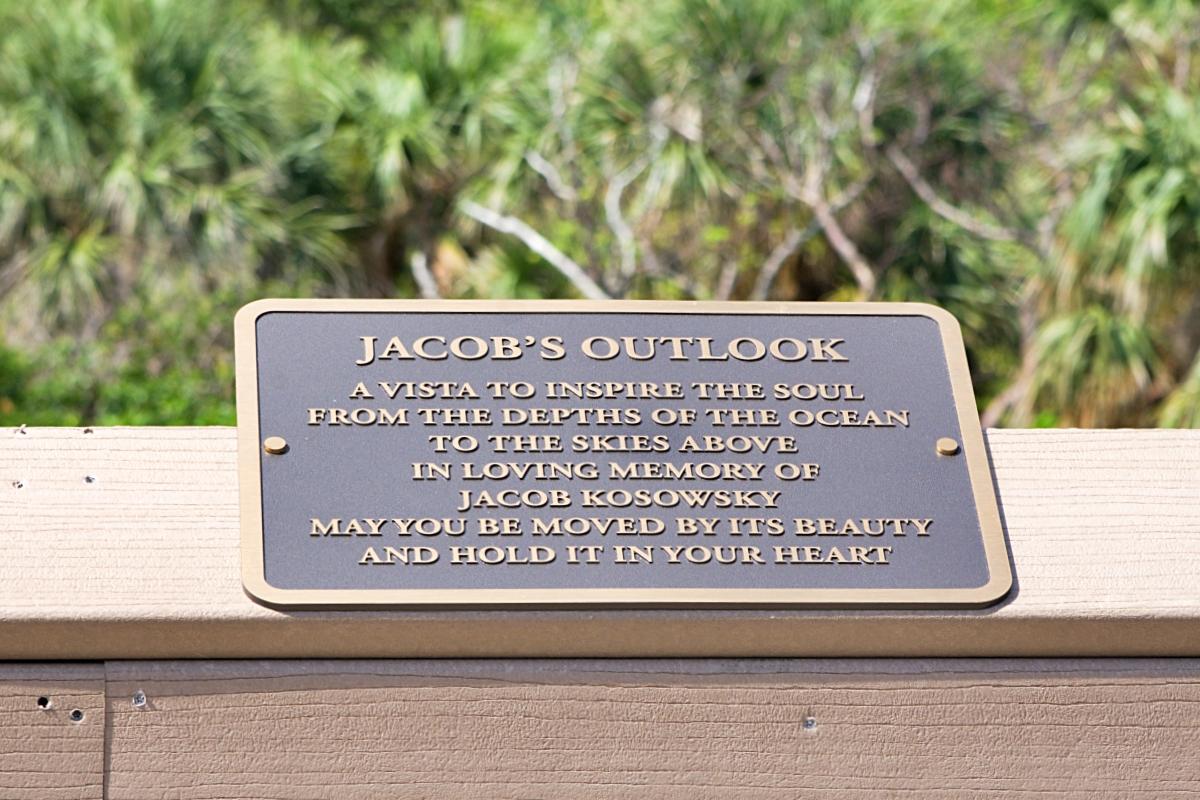 JACOB'S OUTLOOK
A VISTA TO INSPIRE THE SOUL
FROM THE DEPTHS OF THE OCEAN
TO THE SKIES ABOVE
IN LOVING MEMORY OF
JACOB KOSOWSKY
MAY YOU BE MOVED BY ITS BEAUTY
AND HOLD IT IN YOUR HEART